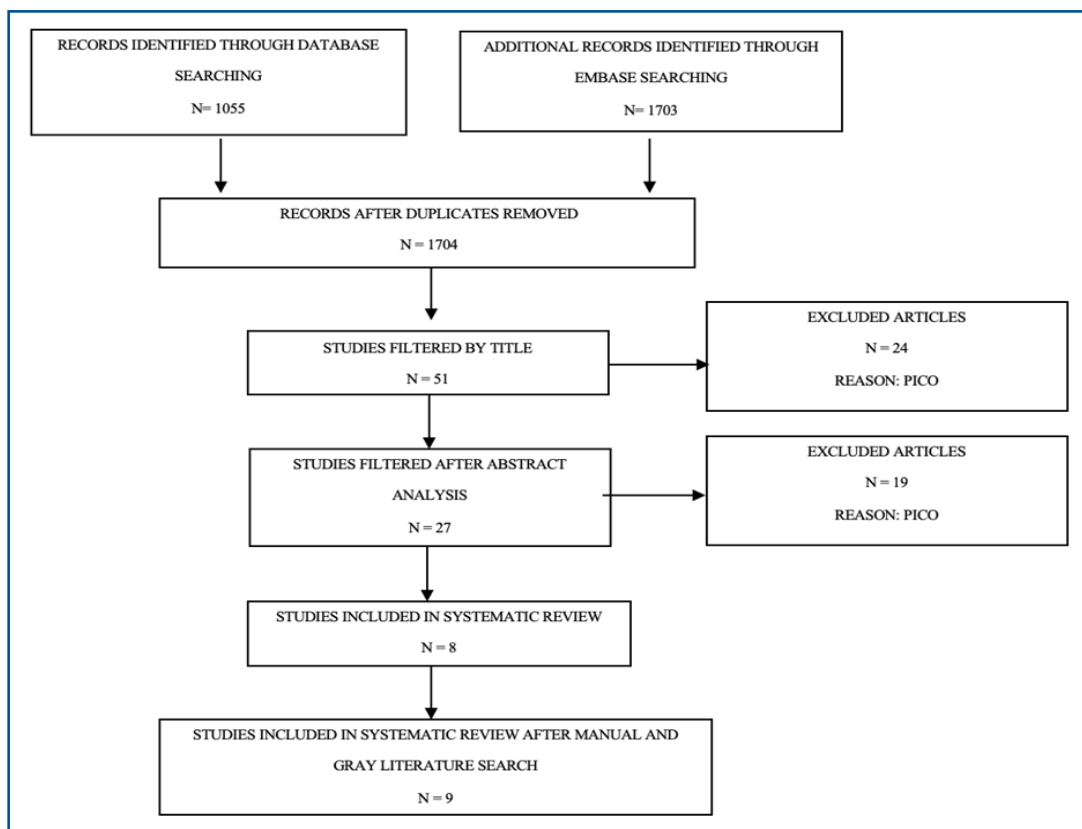 RECORDS IDENTIFIED THROUGH DATABASE
SEARCHING
N= 1055
ADDITIONAL RECORDS IDENTIFIED THROUGH
EMBASE SEARCHING
N= 1703
RECORDS AFTER DUPLICATES REMOVED
N = 1704
STUDIES FILTERED BY TITLE
N = 51
EXCLUDED ARTICLES
N = 24
REASON: PICO
STUDIES FILTERED AFTER ABSTRACT
ANALYSIS
N = 27
EXCLUDED ARTICLES
N = 19
REASON: PICO
STUDIES INCLUDED IN SYSTEMATIC REVIEW
N = 8
STUDIES INCLUDED IN SYSTEMATIC REVIEW AFTER MANUAL AND
GRAY LITERATURE SEARCH
N = 9